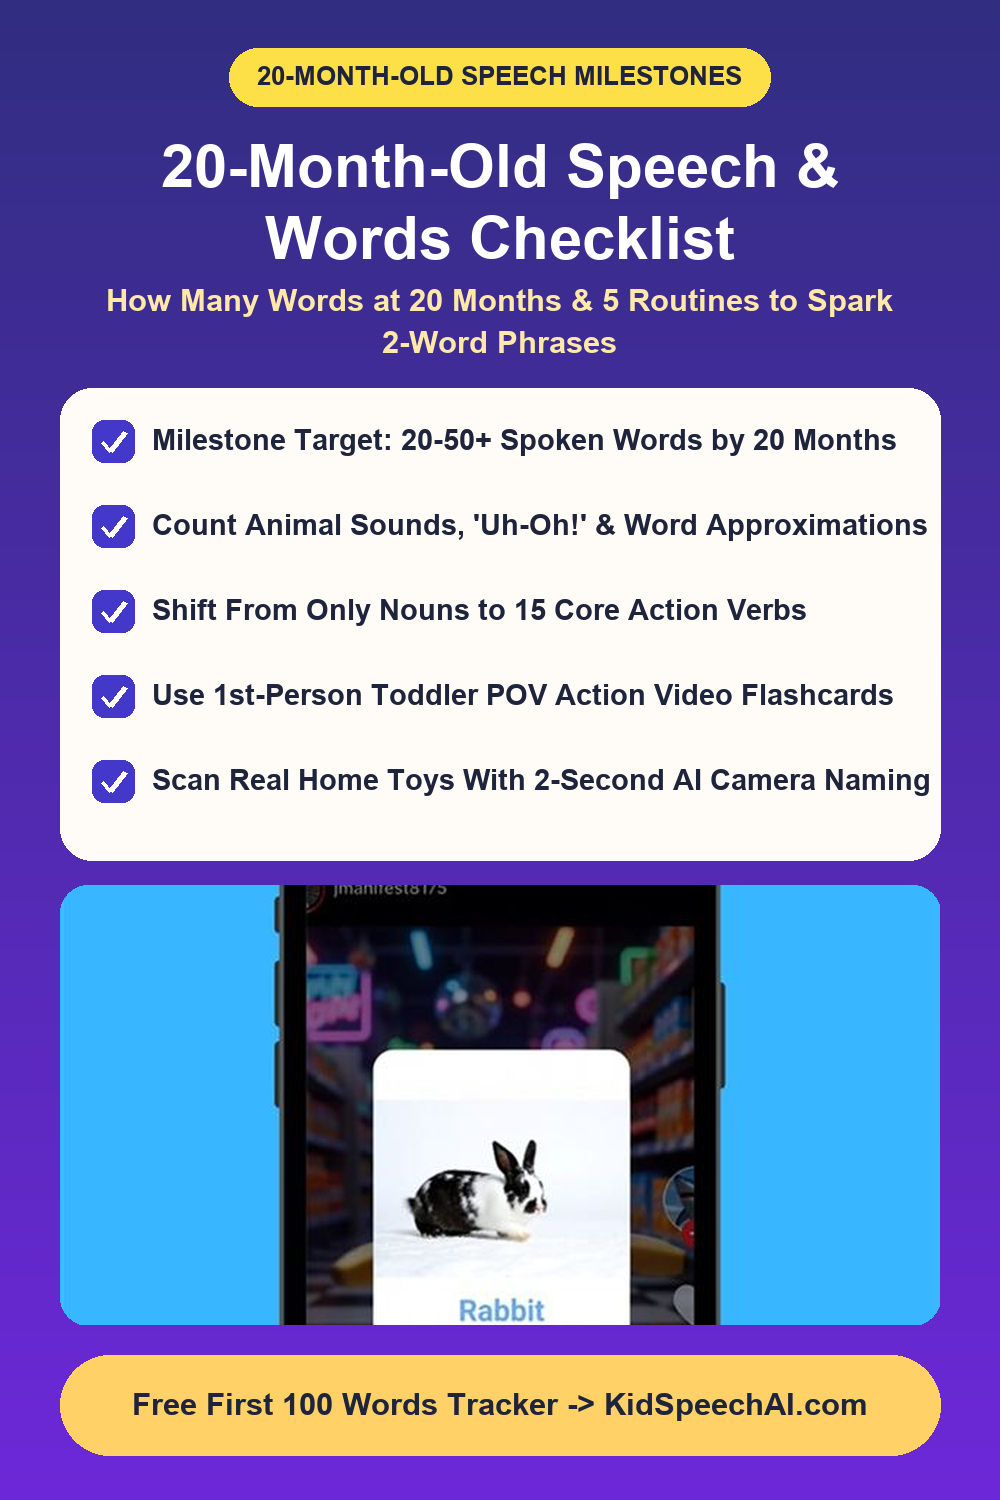 20-MONTH-OLD SPEECH MILESTONES
20-Month-Old Speech &
Words Checklist
How Many Words at 20 Months & 5 Routines to Spark
2-Word Phrases
Milestone Target: 20-50+ Spoken Words by 20 Months
Count Animal Sounds, 'Uh-Oh!' & Word Approximations
Shift From Only Nouns to 15 Core Action Verbs
Use 1st-Person Toddler POV Action Video Flashcards
Scan Real Home Toys With 2-Second AI Camera Naming
jmanifest8175
Rabbit
Free First 100 Words Tracker -> KidSpeechAI.com